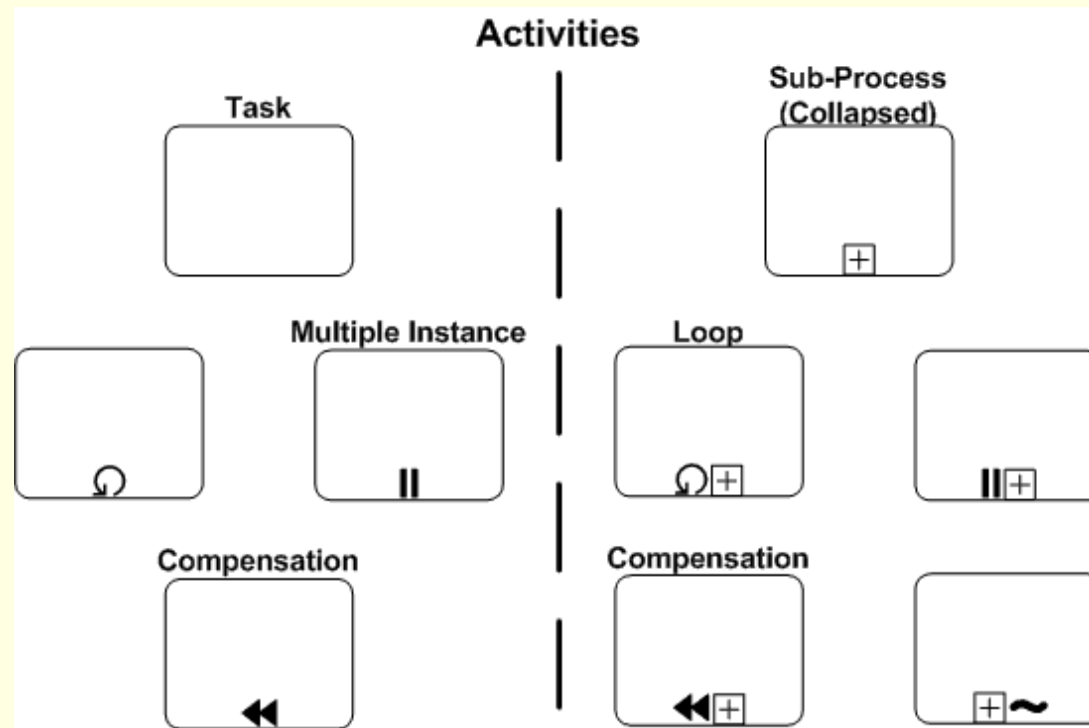 Activities
Task
Sub-Process
(Collapsed)
Multiple Instance
Loop
Compensation
Compensation